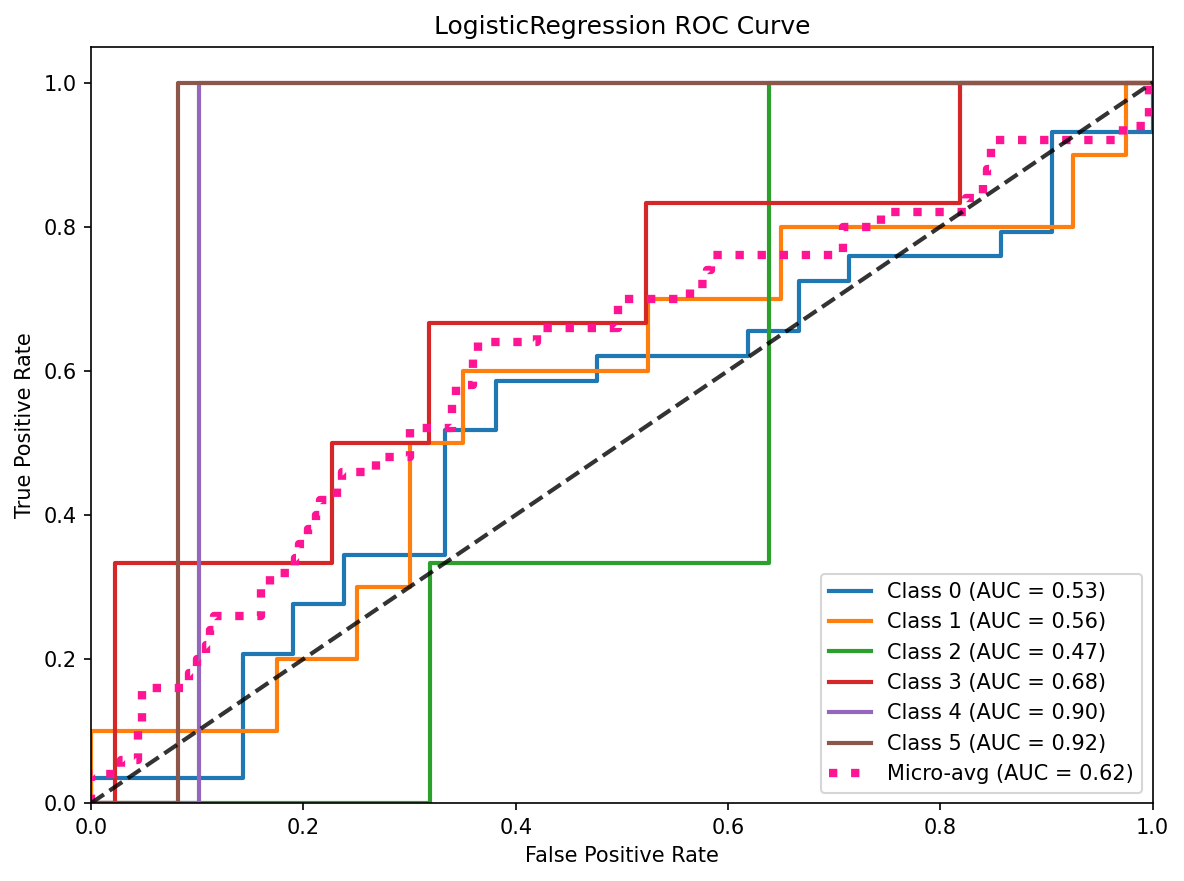 LogisticRegression ROC Curve
True Positive Rate
1.0
0.8
0.6
0.4
0.2
0.0
Class 0 (AUC = 0.53)
Class 1 (AUC = 0.56)
Class 2 (AUC = 0.47)
Class 3 (AUC = 0.68)
Class 4 (AUC = 0.90)
Class 5 (AUC = 0.92)
Micro-avg (AUC = 0.62)
0.0 0.2 0.4 0.6 0.8 1.0
False Positive Rate